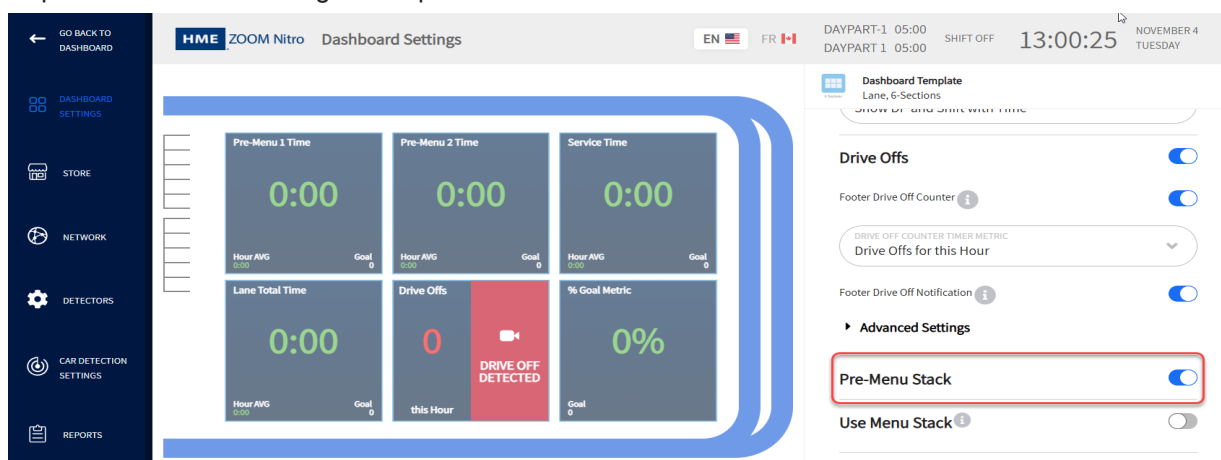 GO BACK TO
DASHBOARD
HME ZOOM Nitro Dashboard Settings
EN FR
DAYPART-1 05:00
DAYPART 1 05:00
SHIFT OFF
13:00:25
NOVEMBER 4
TUESDAY
DASHBOARD
SETTINGS
STORE
NETWORK
DETECTORS
CAR DETECTION
SETTINGS
REPORTS
Pre-Menu 1 Time
0:00
Hour AVG Goal
0:00 0
Pre-Menu 2 Time
0:00
Hour AVG Goal
0:00 0
Service Time
0:00
Hour AVG Goal
0:00 0
Lane Total Time
0:00
Hour AVG Goal
0:00 0
Drive Offs
0
this Hour
DRIVE OFF
DETECTED
% Goal Metric
0%
Goal
0
Dashboard Template
Lane, 6-Sections
Show DP and Shift with Time
Drive Offs
Footer Drive Off Counter
DRIVE OFF COUNTER TIMER METRIC
Drive Offs for this Hour
Footer Drive Off Notification
Advanced Settings
Pre-Menu Stack
Use Menu Stack